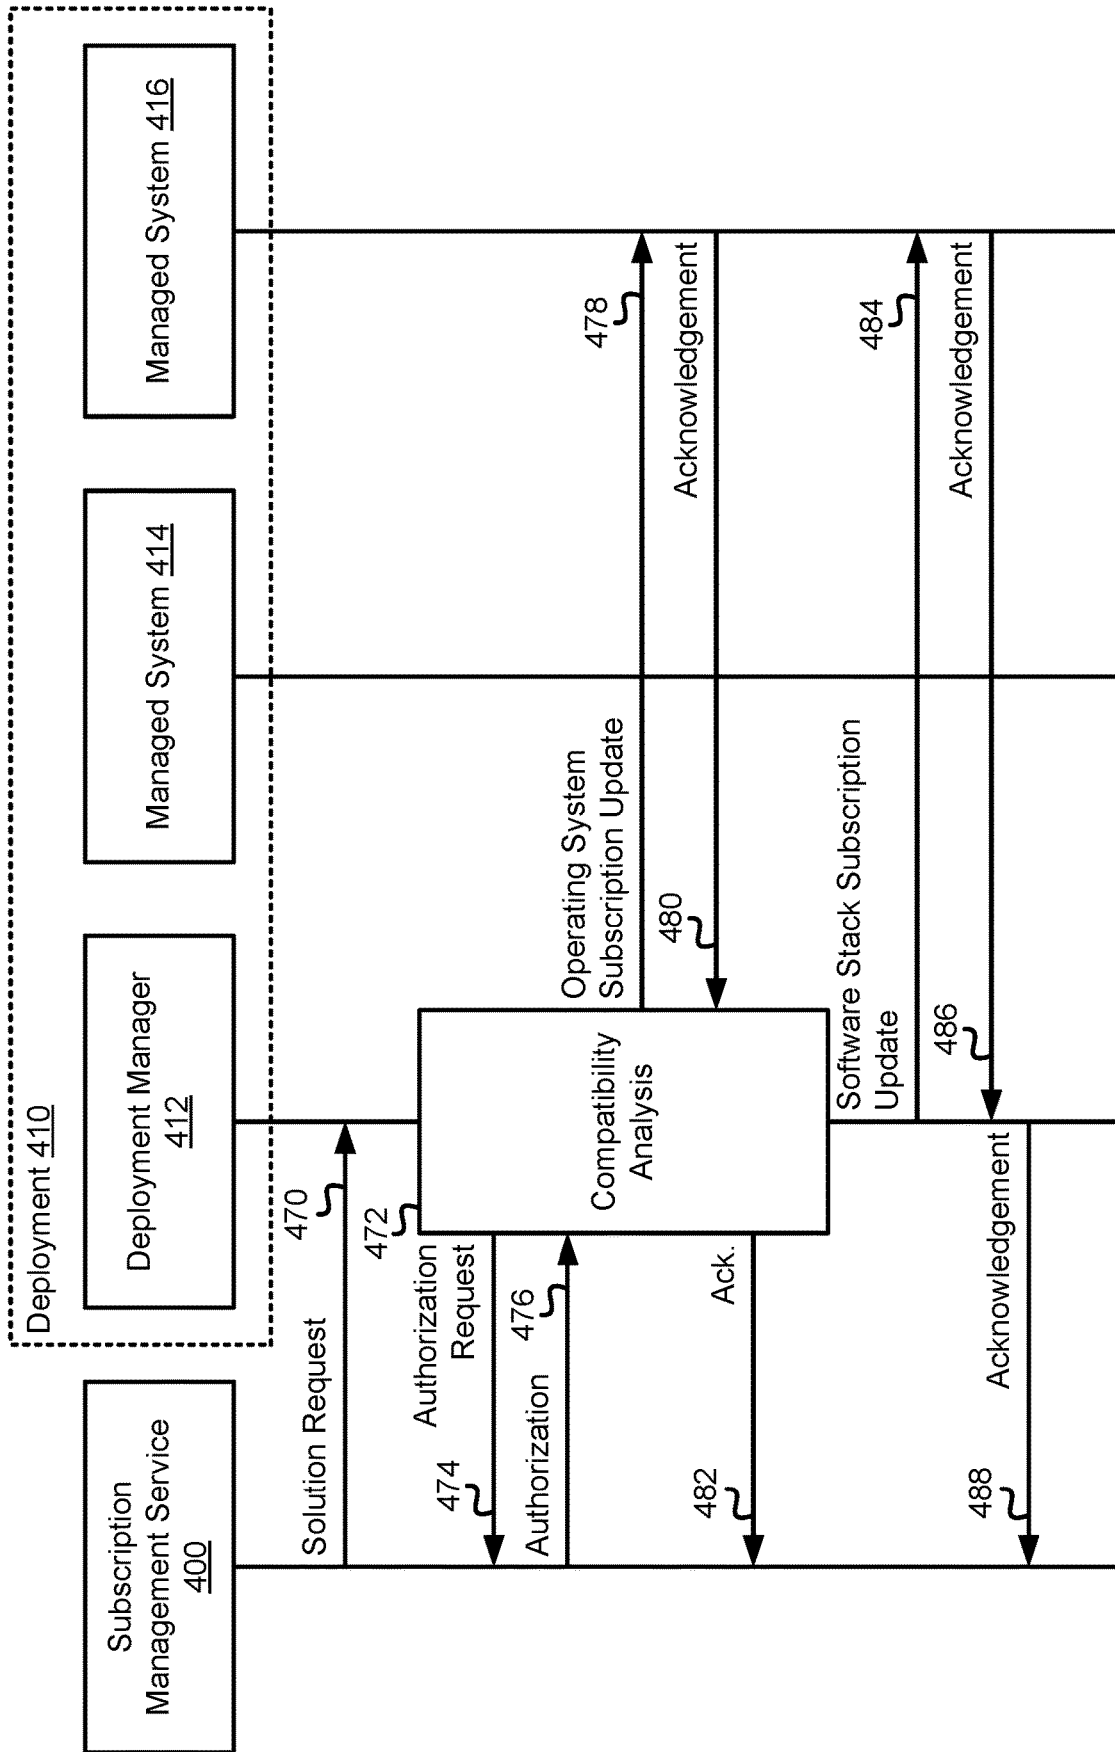 Deployment 410
Subscription
Management Service
400
Deployment Manager
412
Managed System 414
Managed System 416
Solution Request
470
472
Authorization
Request
474
Authorization
476
Compatibility
Analysis
Operating System
Subscription Update
478
480
Acknowledgement
Ack.
482
Software Stack Subscription
Update
484
486
Acknowledgement
Acknowledgement
488